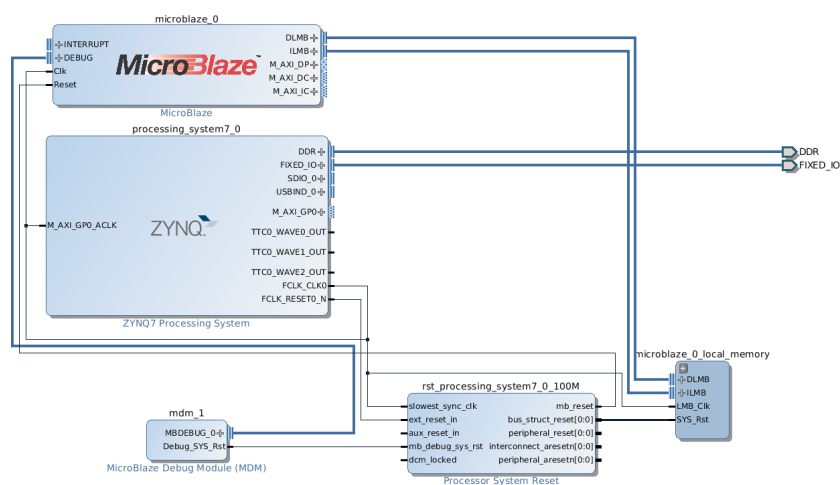 microblaze_0
INTERRUPT
DEBUG
Clk
Reset
MicroBlaze™
DLMB
ILMB
M_AXI_DP
M_AXI_DC
M_AXI_IC
MicroBlaze
processing_system7_0
M_AXI_GP0_ACLK
ZYNQ.
DDR
FIXED_IO
SDIO_0
USBIND_0
M_AXI_GP0
TTC0_WAVE0_OUT
TTC0_WAVE1_OUT
TTC0_WAVE2_OUT
FCLK_CLK0
FCLK_RESET0_N
ZYNQ7 Processing System
DDR
FIXED_IO
microblaze_0_local_memory
DLMB
ILMB
LMB_Clk
SYS_Rst
rst_processing_system7_0_100M
slowest_sync_clk
ext_reset_in
aux_reset_in
mb_debug_sys_rst
dcm_locked
mb_reset
bus_struct_reset[0:0]
peripheral_reset[0:0]
interconnect_aresetn[0:0]
peripheral_aresetn[0:0]
Processor System Reset
mdm_1
MBDEBUG_0
Debug_SYS_Rst
MicroBlaze Debug Module (MDM)